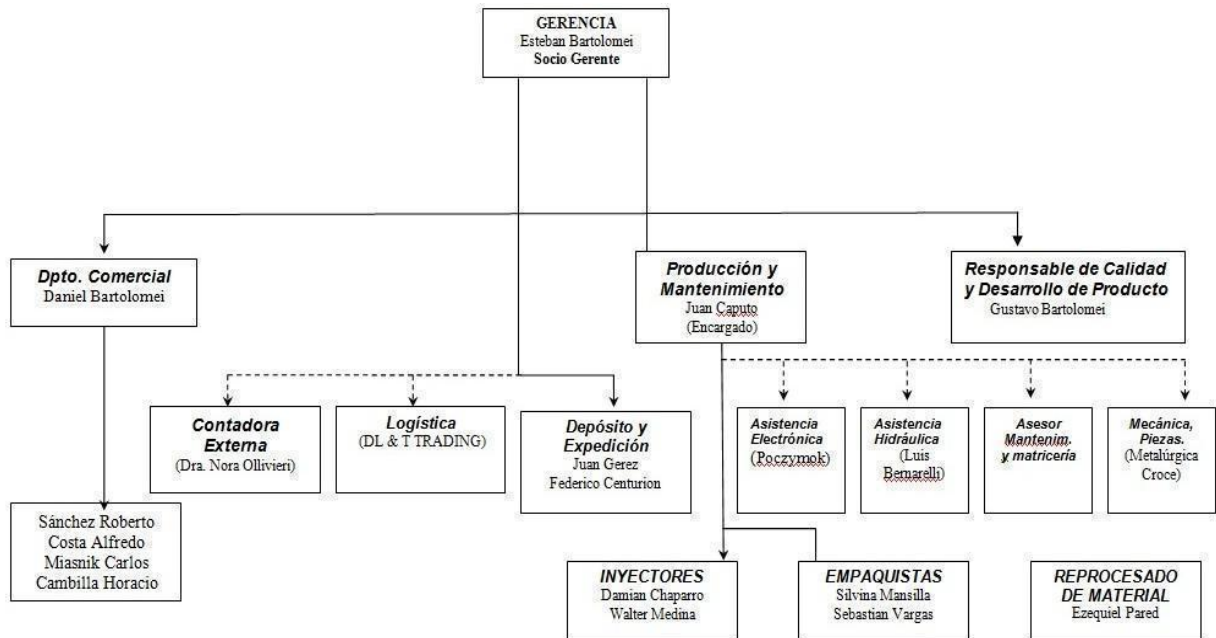 GERENCIA
Esteban Bartolomei
Socio Gerente
Dpto. Comercial
Daniel Bartolomei
Producción y
Mantenimiento
Juan Caputo
(Encargado)
Responsable de Calidad
y Desarrollo de Producto
Gustavo Bartolomei
Contadora
Externa
(Dra. Nora Ollivieri)
Logística
(DL & T TRADING)
Depósito y
Expedición
Juan Gerez
Federico Centurion
Asistencia
Electrónica
(Poczymok)
Asistencia
Hidráulica
(Luis
Bernarelli)
Asesor
Mantenim.
y matricería
Mecánica,
Piezas.
(Metalúrgica
Croce)
Sánchez Roberto
Costa Alfredo
Miasnik Carlos
Cambilla Horacio
INYECTORES
Damian Chaparro
Walter Medina
EMPAQUISTAS
Silvina Mansilla
Sebastian Vargas
REPROCESADO
DE MATERIAL
Ezequiel Pared